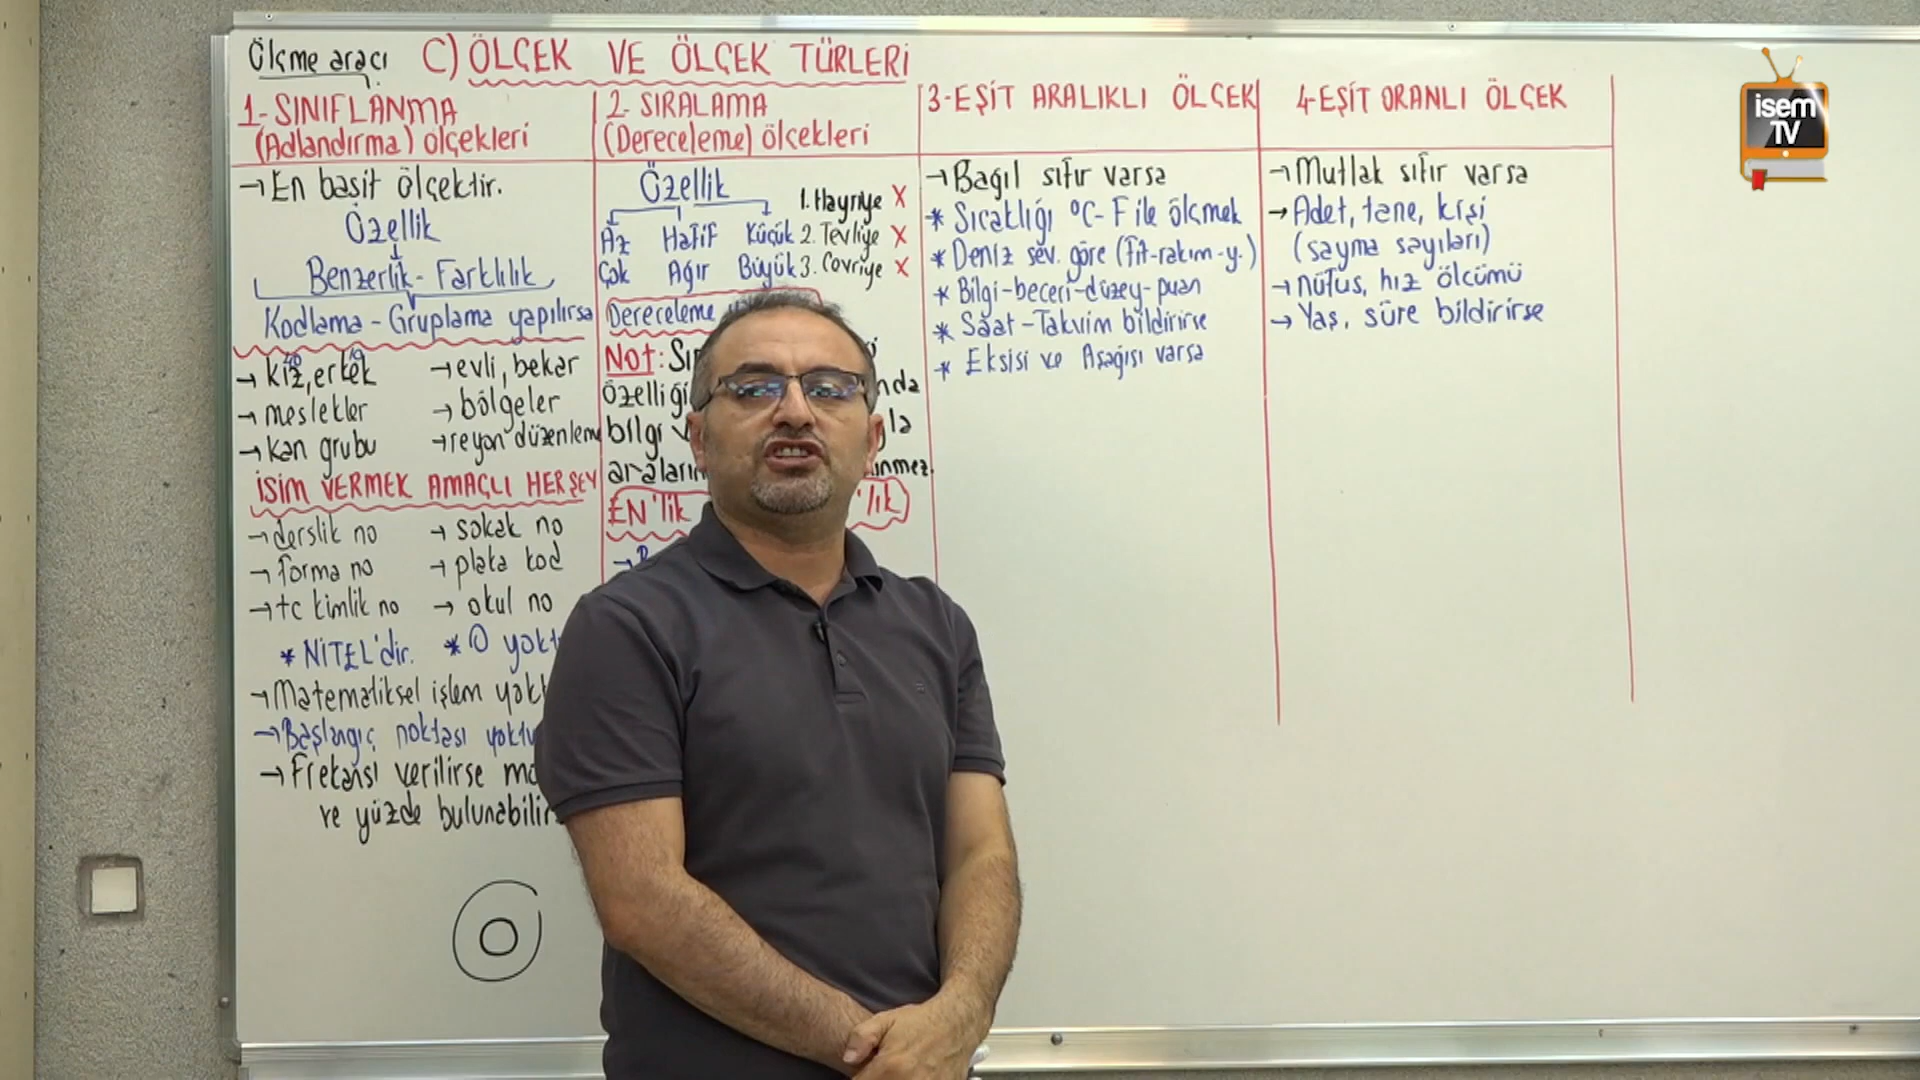 Ölçme aracı
C) ÖLÇEK VE ÖLÇEK TÜRLERİ
1-SINIFLANMA
(Adlandırma) ölçekleri
→En basit ölçektir.
Özellik
Benzerlik-Farklılık
Kodlama-Gruplama yapılırsa
→kız,erkek →evli, bekar
→meslekler →bölgeler
→kan grubu →reyon düzenleme
İSİM VERMEK AMAÇLI HER ŞEY
→derslik no →sokak no
→forma no →plaka kod
→tc kimlik no →okul no
*NİTEL'dir. *0
→Matematiksel işlem
→Başlangıç noktası
→Frekansı verilirse
ve yüzde
2- SIRALAMA
(Dereceleme) ölçekleri
Özellik
Az Hafif Küçük
Çok Ağır Büyük
1. Hayriye X
2. Tevliye X
3. Cavriye X
Dereceleme
Not:
EN'lik
3-EŞİT ARALIKLI ÖLÇEK
→Bağıl sıfır varsa
* Sıcaklığı °C-F ile ölçmek
* Deniz sev. göre (fit-rakım-y.)
* Bilgi-beceri-düzey-puan
* Saat-Takvim bildirirse
* Eksisi ve Aşağısı varsa
4-EŞİT ORANLI ÖLÇEK
→Mutlak sıfır varsa
→Adet, tane, kişi
(sayma sayıları)
→nüfus, hız ölçümü
→Yaş, süre bildirirse
isem
TV